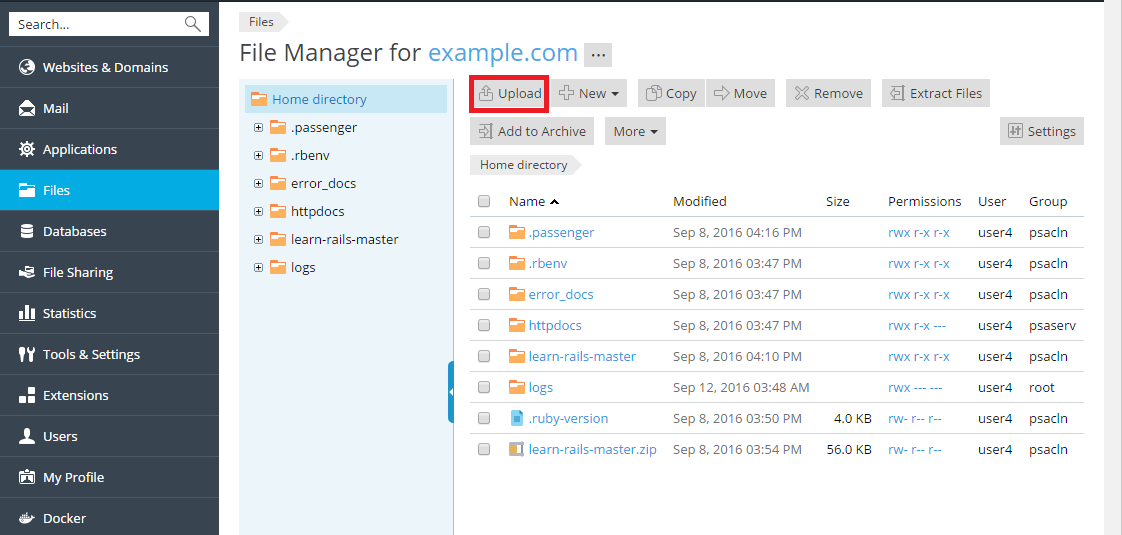 Search...
Websites & Domains
Mail
Applications
Files
Databases
File Sharing
Statistics
Tools & Settings
Extensions
Users
My Profile
Docker
Files
File Manager for example.com ...
Home directory
.passenger
.rbenv
error_docs
httpdocs
learn-rails-master
logs
Upload New Copy Move Remove Extract Files
Add to Archive More Settings
Home directory
Name Modified Size Permissions User Group
.passenger Sep 8, 2016 04:16 PM rwx r-x r-x user4 psacln
.rbenv Sep 8, 2016 03:47 PM rwx r-x r-x user4 psacln
error_docs Sep 8, 2016 03:47 PM rwx r-x r-x user4 psacln
httpdocs Sep 8, 2016 03:47 PM rwx r-x --- user4 psaserv
learn-rails-master Sep 8, 2016 04:10 PM rwx r-x r-x user4 psacln
logs Sep 12, 2016 03:48 AM rwx --- --- user4 root
.ruby-version Sep 8, 2016 03:50 PM 4.0 KB rw- r-- r-- user4 psacln
learn-rails-master.zip Sep 8, 2016 03:54 PM 56.0 KB rw- r-- r-- user4 psacln